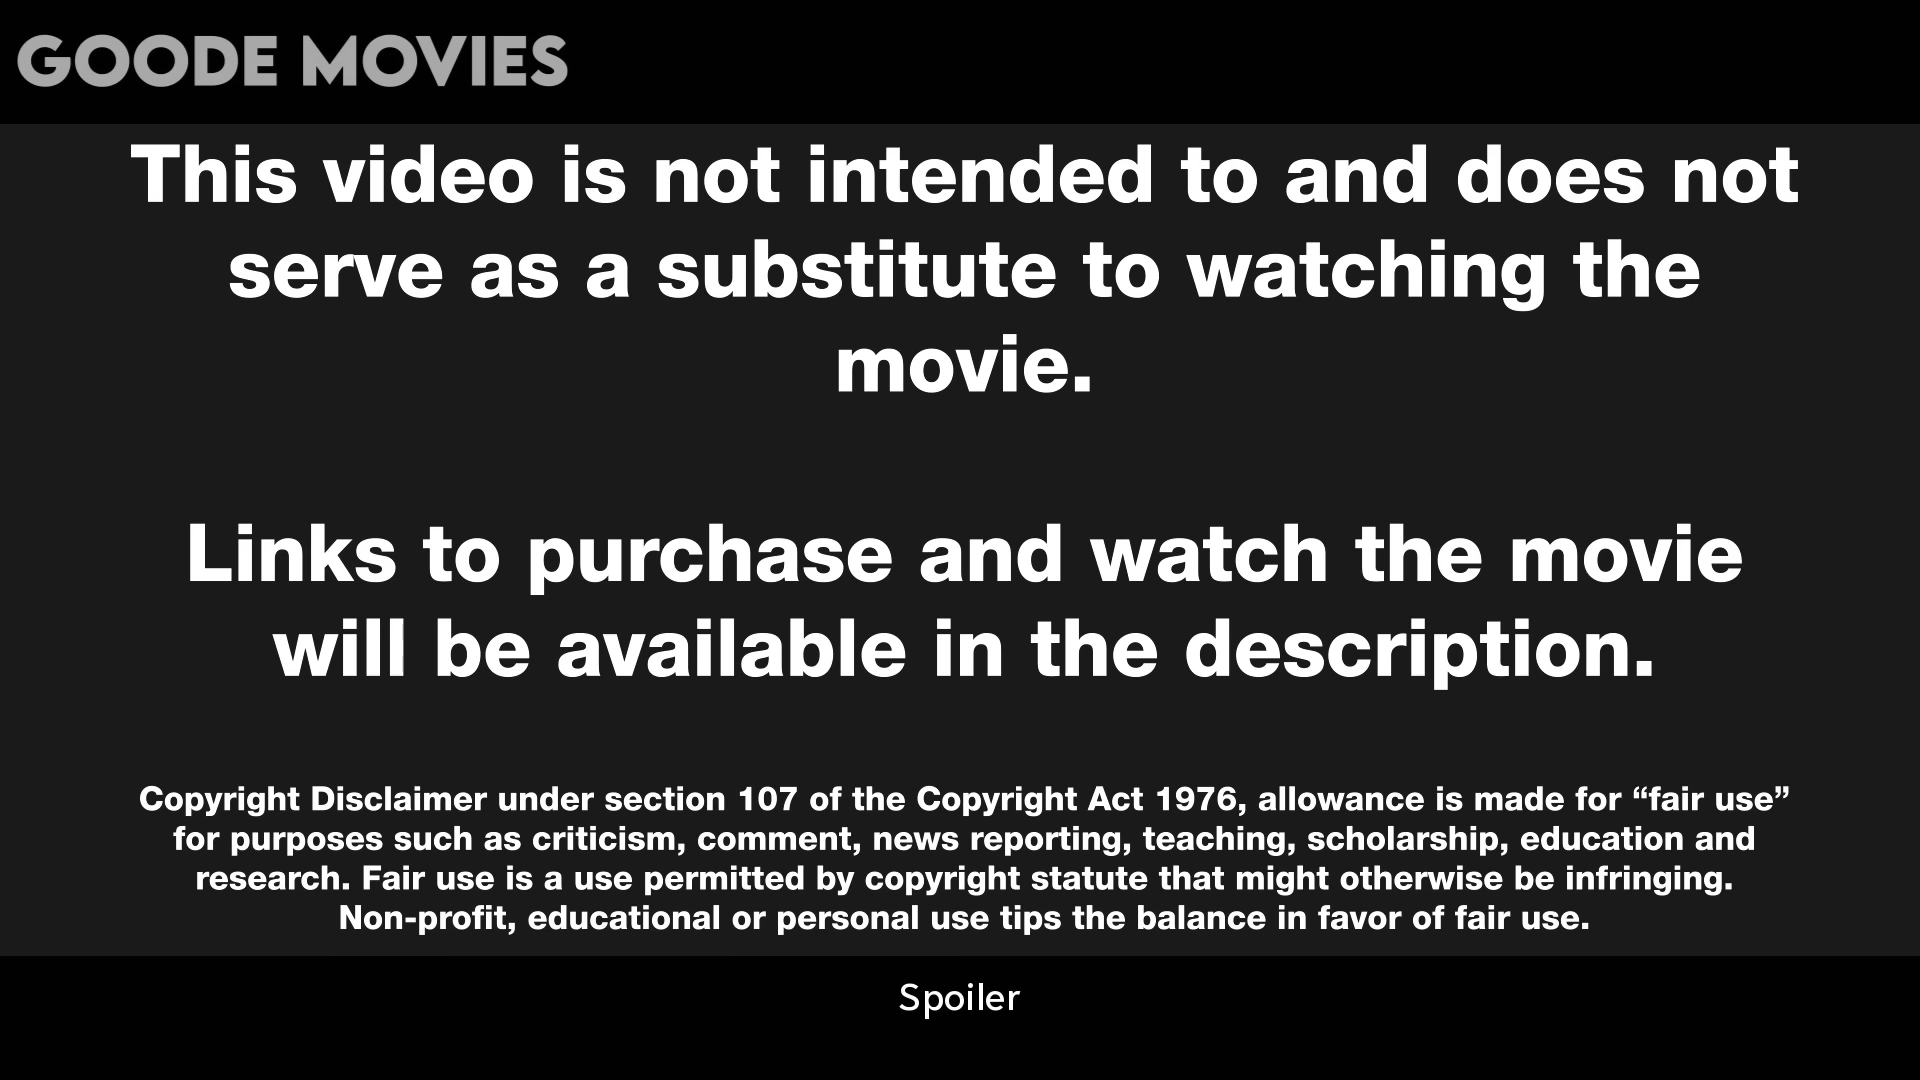 GOODE MOVIES
This video is not intended to and does not
serve as a substitute to watching the
movie.
Links to purchase and watch the movie
will be available in the description.
Copyright Disclaimer under section 107 of the Copyright Act 1976, allowance is made for “fair use”
for purposes such as criticism, comment, news reporting, teaching, scholarship, education and
research. Fair use is a use permitted by copyright statute that might otherwise be infringing.
Non-profit, educational or personal use tips the balance in favor of fair use.
Spoiler